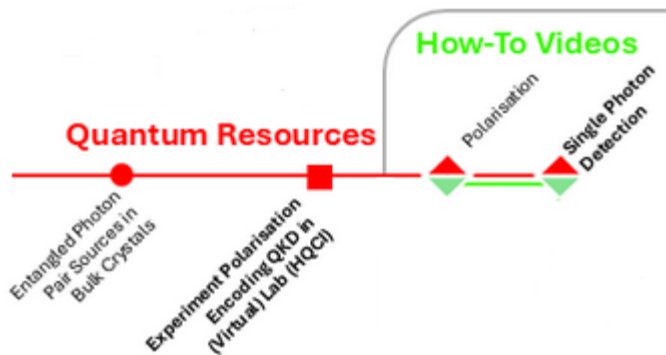 How-To Videos
Quantum Resources
Polarisation
Single Photon
Detection
Entangled Photon
Pair Sources in
Bulk Crystals
Experiment Polarisation
Encoding QKD in
(Virtual) Lab (HQCI)